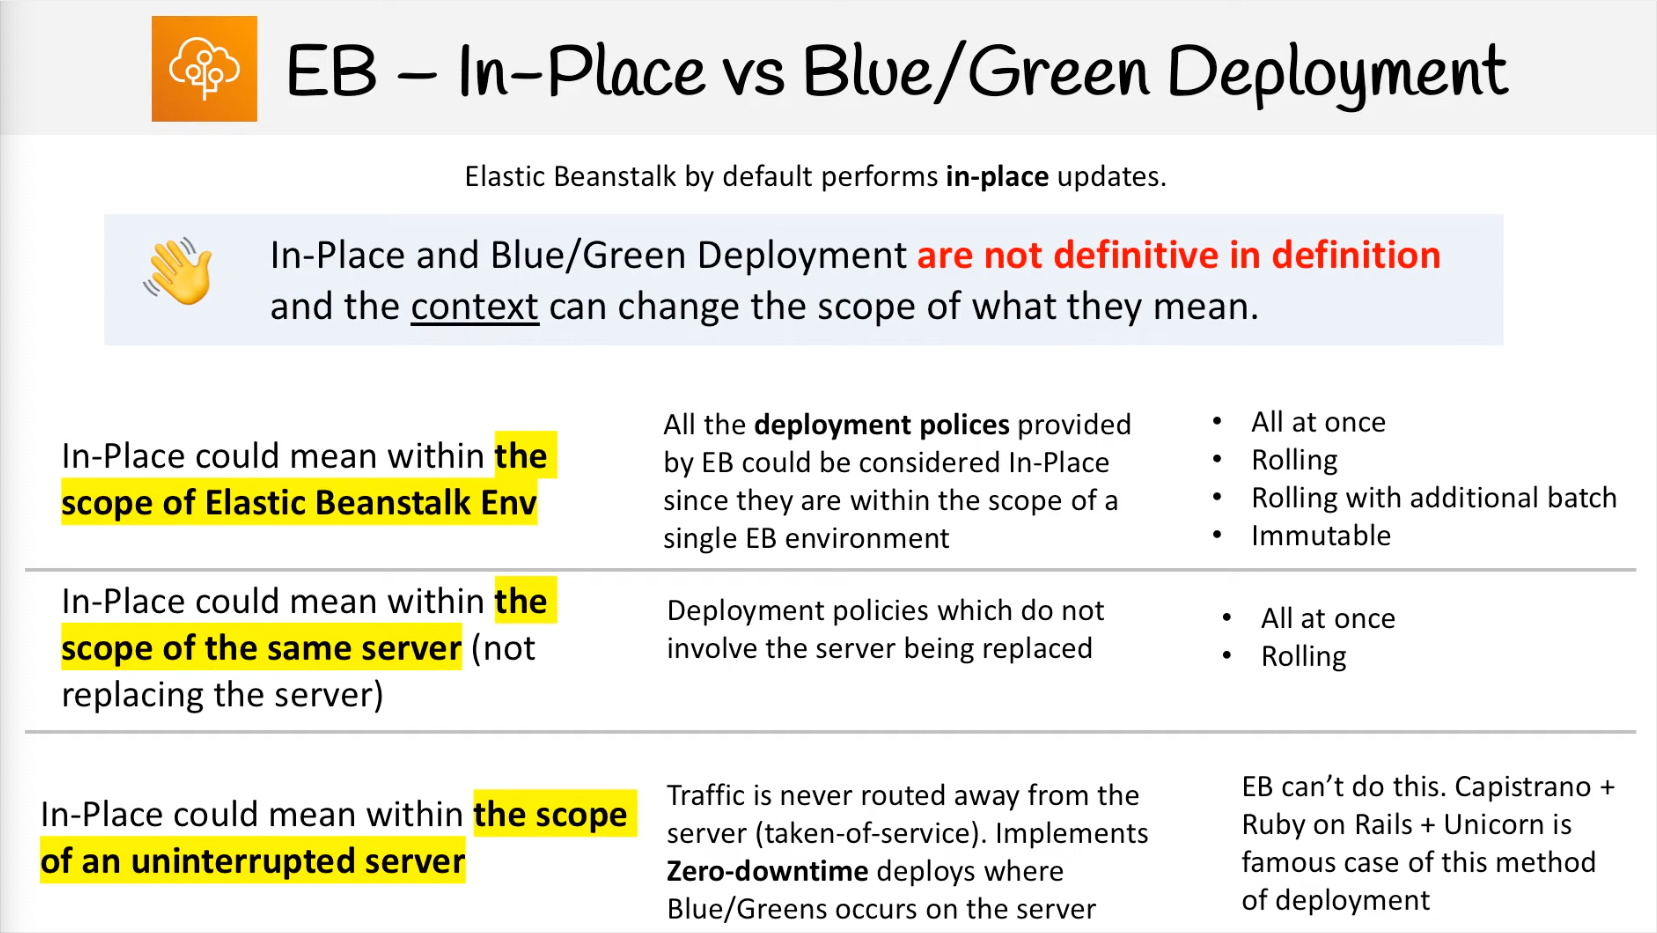 EB – In-Place vs Blue/Green Deployment
Elastic Beanstalk by default performs in-place updates.
In-Place and Blue/Green Deployment are not definitive in definition
and the context can change the scope of what they mean.
In-Place could mean within the
scope of Elastic Beanstalk Env
All the deployment polices provided
by EB could be considered In-Place
since they are within the scope of a
single EB environment
• All at once
• Rolling
• Rolling with additional batch
• Immutable
In-Place could mean within the
scope of the same server (not
replacing the server)
Deployment policies which do not
involve the server being replaced
• All at once
• Rolling
In-Place could mean within the scope
of an uninterrupted server
Traffic is never routed away from the
server (taken-of-service). Implements
Zero-downtime deploys where
Blue/Greens occurs on the server
EB can’t do this. Capistrano +
Ruby on Rails + Unicorn is
famous case of this method
of deployment